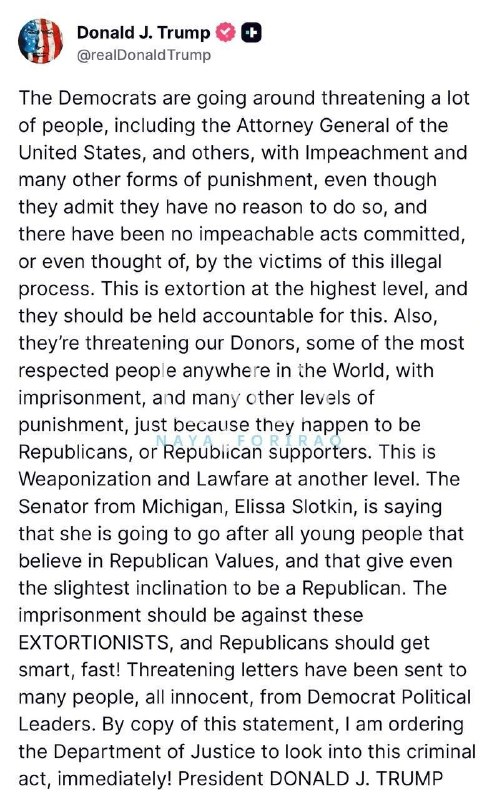 Donald J. Trump
@realDonaldTrump
The Democrats are going around threatening a lot
of people, including the Attorney General of the
United States, and others, with Impeachment and
many other forms of punishment, even though
they admit they have no reason to do so, and
there have been no impeachable acts committed,
or even thought of, by the victims of this illegal
process. This is extortion at the highest level, and
they should be held accountable for this. Also,
they're threatening our Donors, some of the most
respected people anywhere in the World, with
imprisonment, and many other levels of
punishment, just because they happen to be
NAYA FORIRAQ
Republicans, or Republican supporters. This is
Weaponization and Lawfare at another level. The
Senator from Michigan, Elissa Slotkin, is saying
that she is going to go after all young people that
believe in Republican Values, and that give even
the slightest inclination to be a Republican. The
imprisonment should be against these
EXTORTIONISTS, and Republicans should get
smart, fast! Threatening letters have been sent to
many people, all innocent, from Democrat Political
Leaders. By copy of this statement, I am ordering
the Department of Justice to look into this criminal
act, immediately! President DONALD J. TRUMP